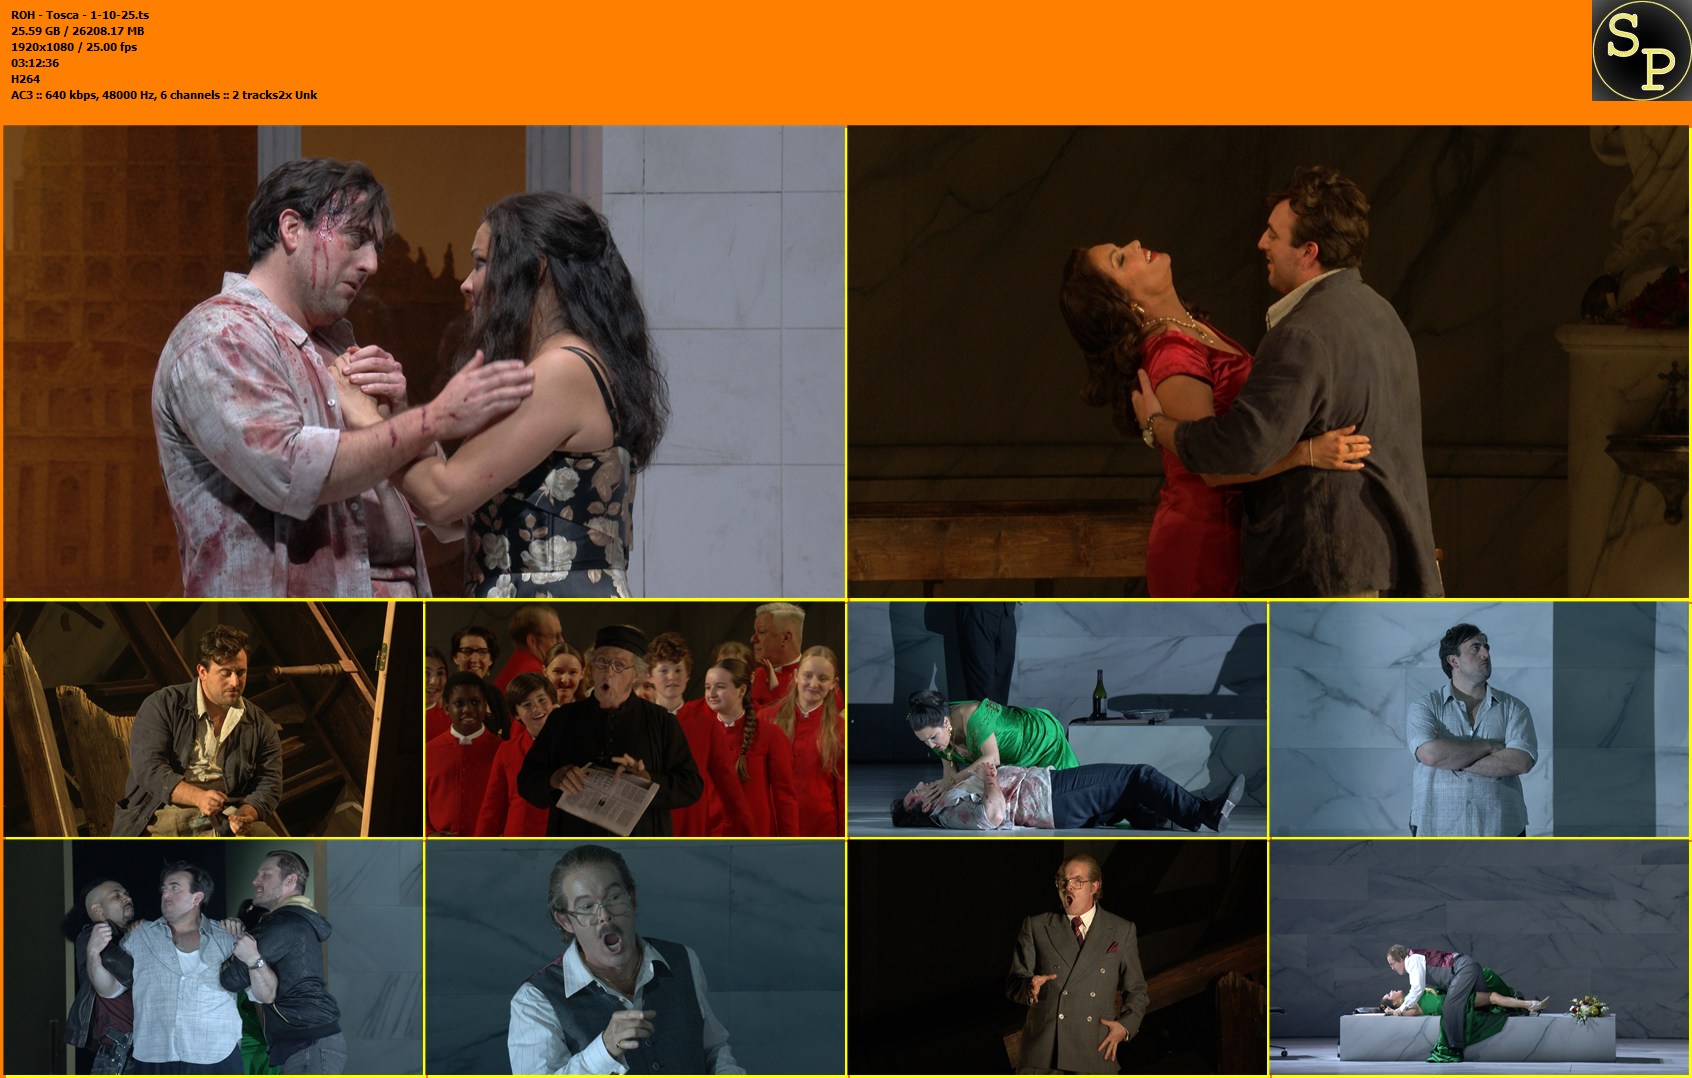 ROH - Tosca - 1-10-25.ts
25.59 GB / 26208.17 MB
1920x1080 / 25.00 fps
03:12:36
H264
AC3 :: 640 kbps, 48000 Hz, 6 channels :: 2 tracks2x Unk
SP